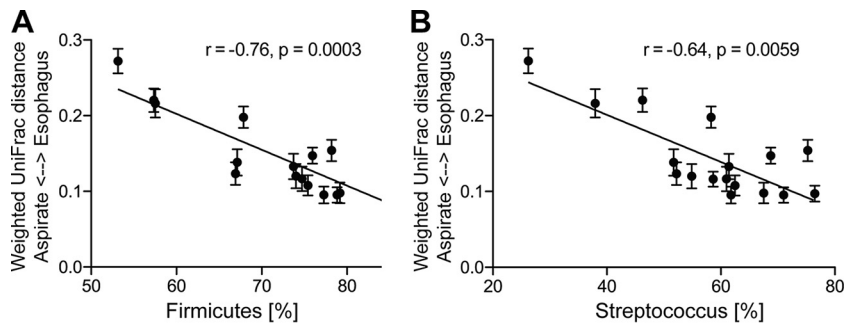 A
r = -0.76, p = 0.0003
Weighted UniFrac distance
Aspirate <--> Esophagus
0.3
0.2
0.1
0.0
50
60
70
80
Firmicutes [%]
B
r = -0.64, p = 0.0059
Weighted UniFrac distance
Aspirate <--> Esophagus
0.3
0.2
0.1
0.0
20
40
60
80
Streptococcus [%]